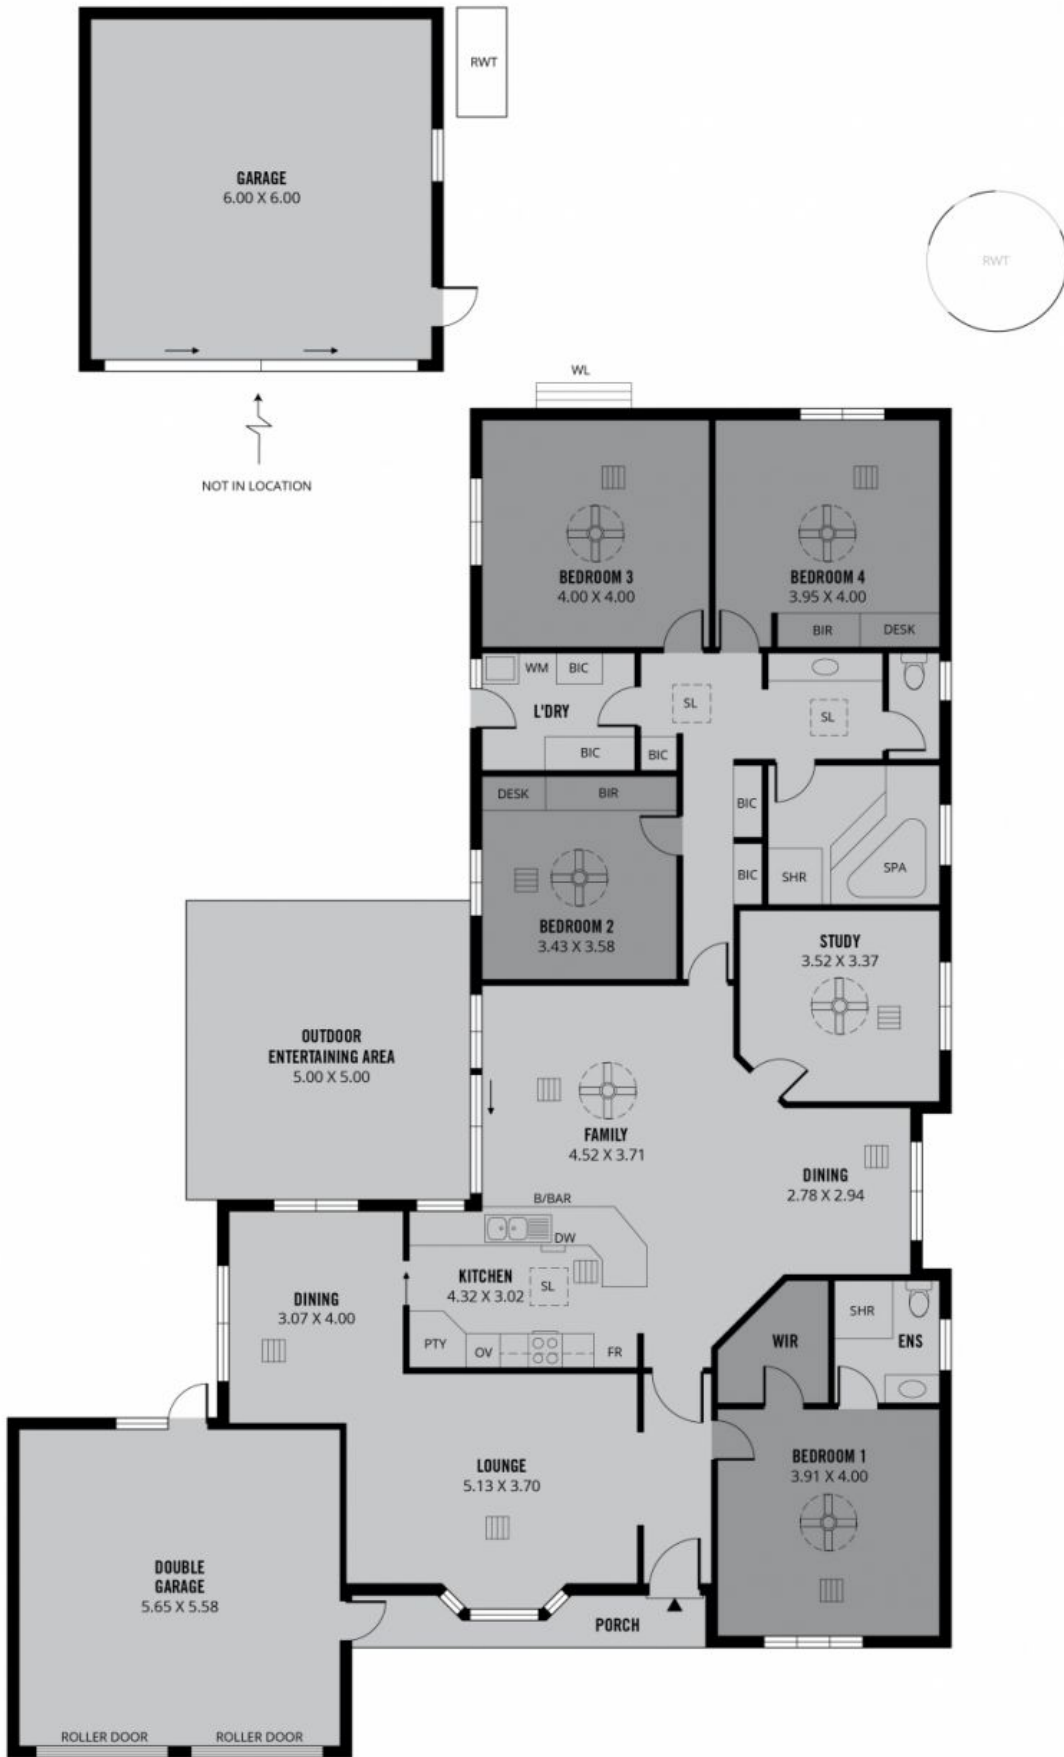 RWT
GARAGE
6.00 X 6.00
RWT
NOT IN LOCATION
WL
BEDROOM 3
4.00 X 4.00
BEDROOM 4
3.95 X 4.00
BIR
DESK
WM
BIC
L'DRY
BIC
BIC
SL
SL
DESK
BIR
BIC
BIC
SHR
SPA
BEDROOM 2
3.43 X 3.58
STUDY
3.52 X 3.37
OUTDOOR
ENTERTAINING AREA
5.00 X 5.00
FAMILY
4.52 X 3.71
DINING
2.78 X 2.94
B/BAR
DW
KITCHEN
4.32 X 3.02
SL
PTY
OV
FR
DINING
3.07 X 4.00
WIR
SHR
ENS
LOUNGE
5.13 X 3.70
BEDROOM 1
3.91 X 4.00
DOUBLE
GARAGE
5.65 X 5.58
PORCH
ROLLER DOOR
ROLLER DOOR